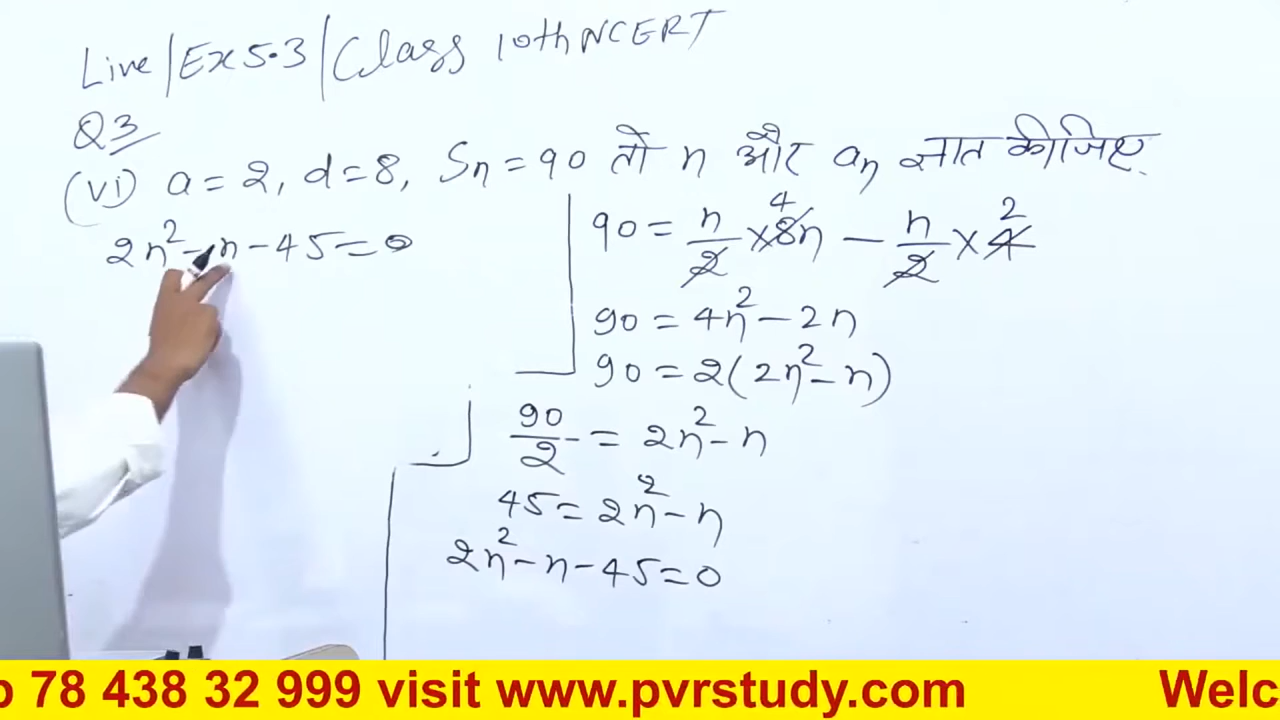 Live/Ex 5.3/Class 10th NCERT
Q3
(vi) a = 2, d = 8, Sn = 90 तो n और an ज्ञात कीजिए.
2n² - n - 45 = 0
90 = n/2 × 8n - n/2 × 4
4 2
90 = 4n² - 2n
90 = 2(2n² - n)
90/2 = 2n² - n
45 = 2n² - n
2n² - n - 45 = 0
78 438 32 999 visit www.pvrstudy.com